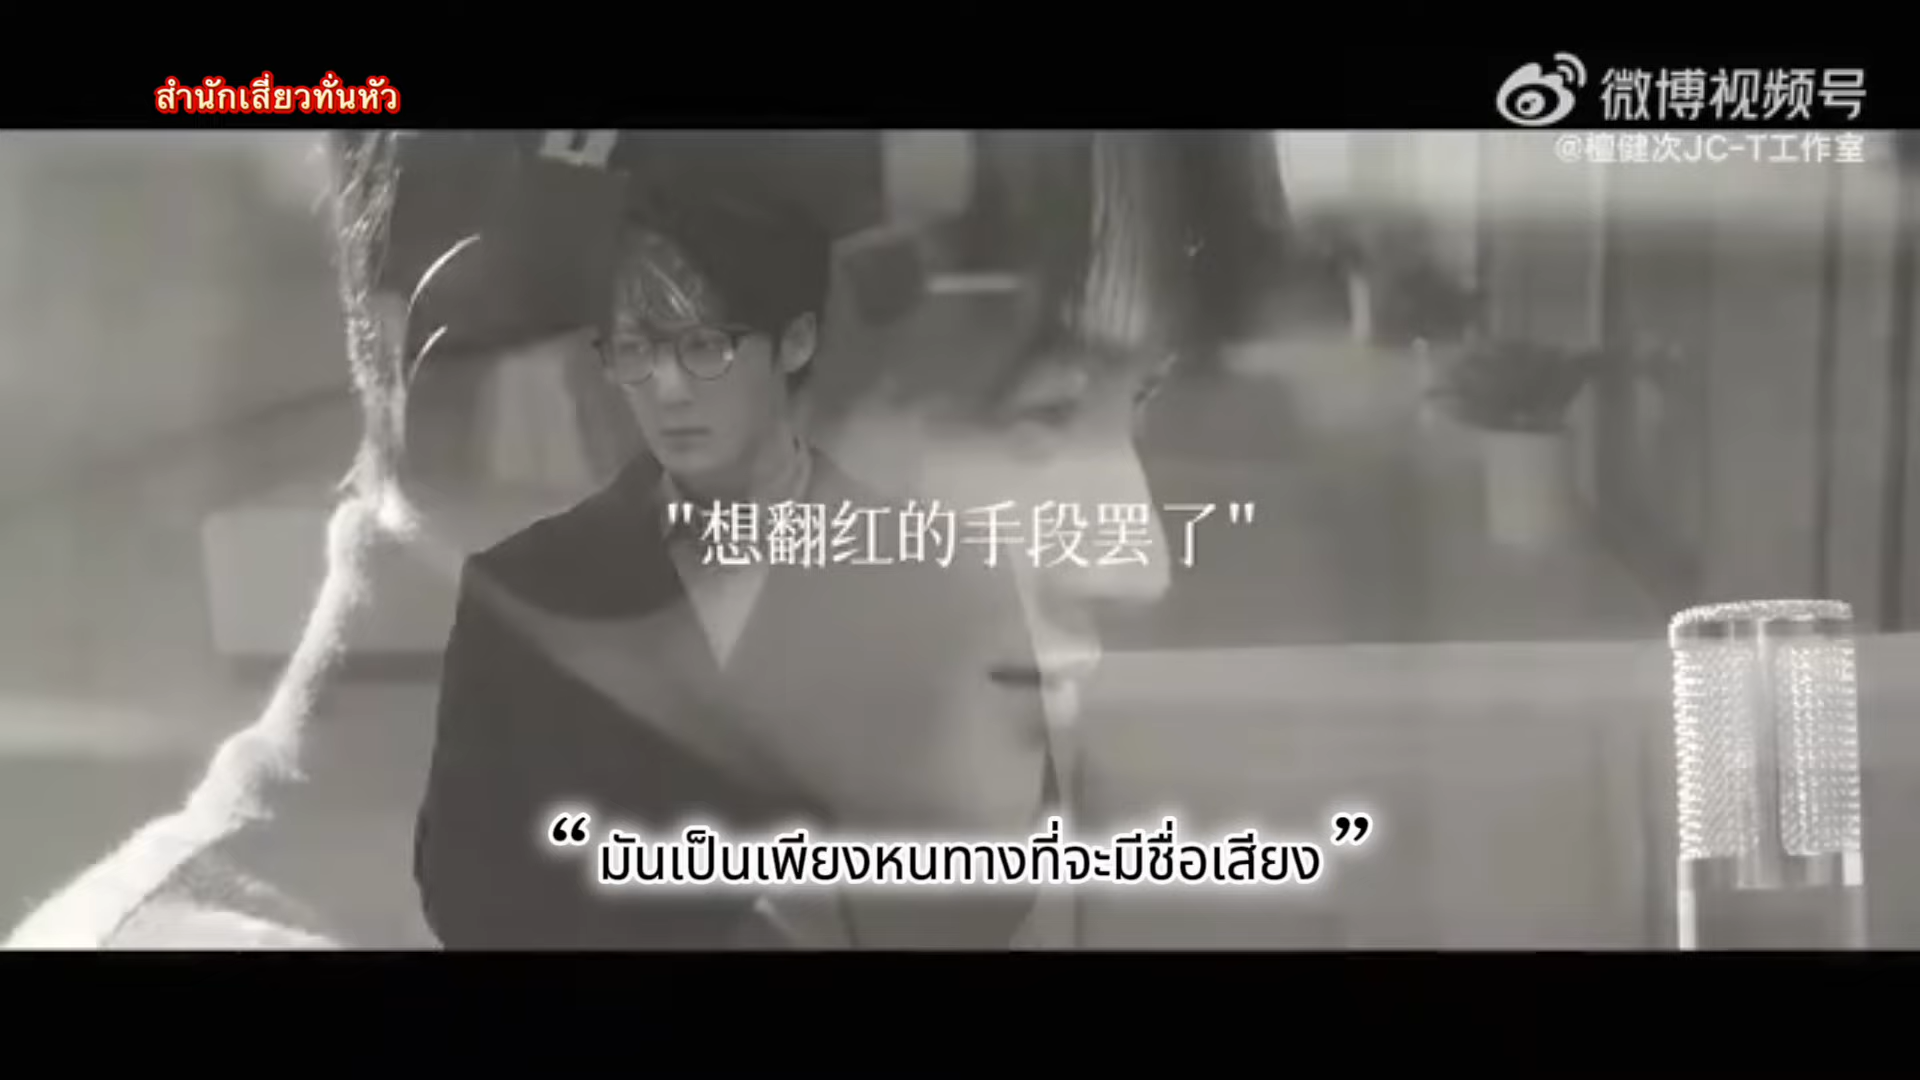 สำนักเสี่ยวทั่นหัว
微博视频号
@檀健次JC-T工作室
"想翻红的手段罢了"
“มันเป็นเพียงหนทางที่จะมีชื่อเสียง”